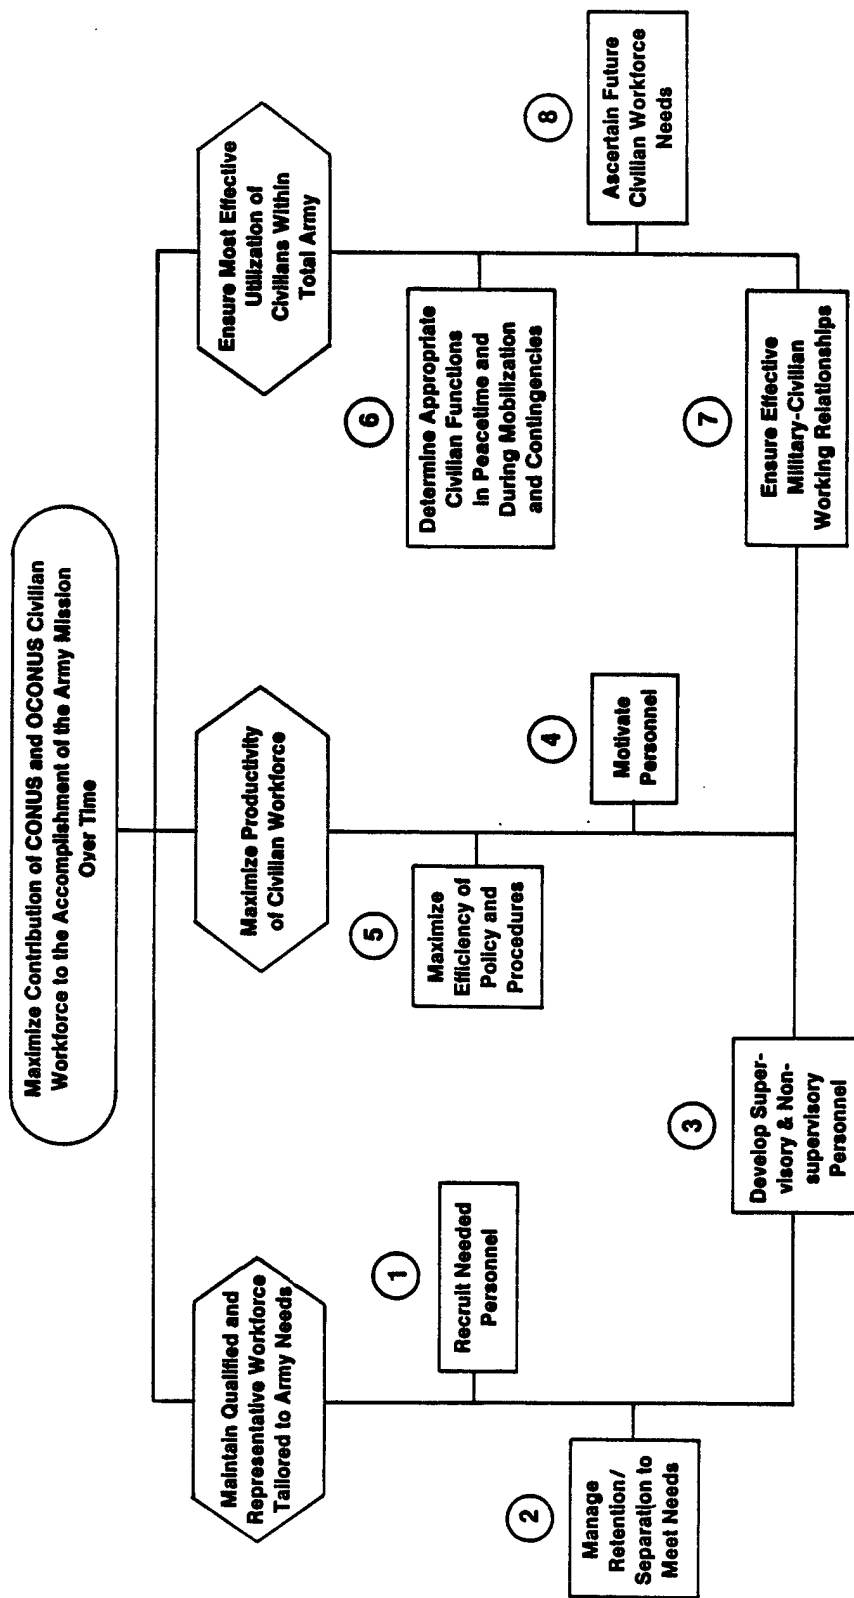 Maximize Contribution of CONUS and OCONUS Civilian
Workforce to the Accomplishment of the Army Mission
Over Time
Maintain Qualified and
Representative Workforce
Tailored to Army Needs
Maximize Productivity
of Civilian Workforce
Ensure Most Effective
Utilization of
Civilians Within
Total Army
1
Recruit Needed
Personnel
2
Manage
Retention/
Separation to
Meet Needs
3
Develop Super-
visory & Non-
supervisory
Personnel
5
Maximize
Efficiency of
Policy and
Procedures
4
Motivate
Personnel
6
Determine Appropriate
Civilian Functions
in Peacetime and
During Mobilization
and Contingencies
8
Ascertain Future
Civilian Workforce
Needs
7
Ensure Effective
Military-Civilian
Working Relationships